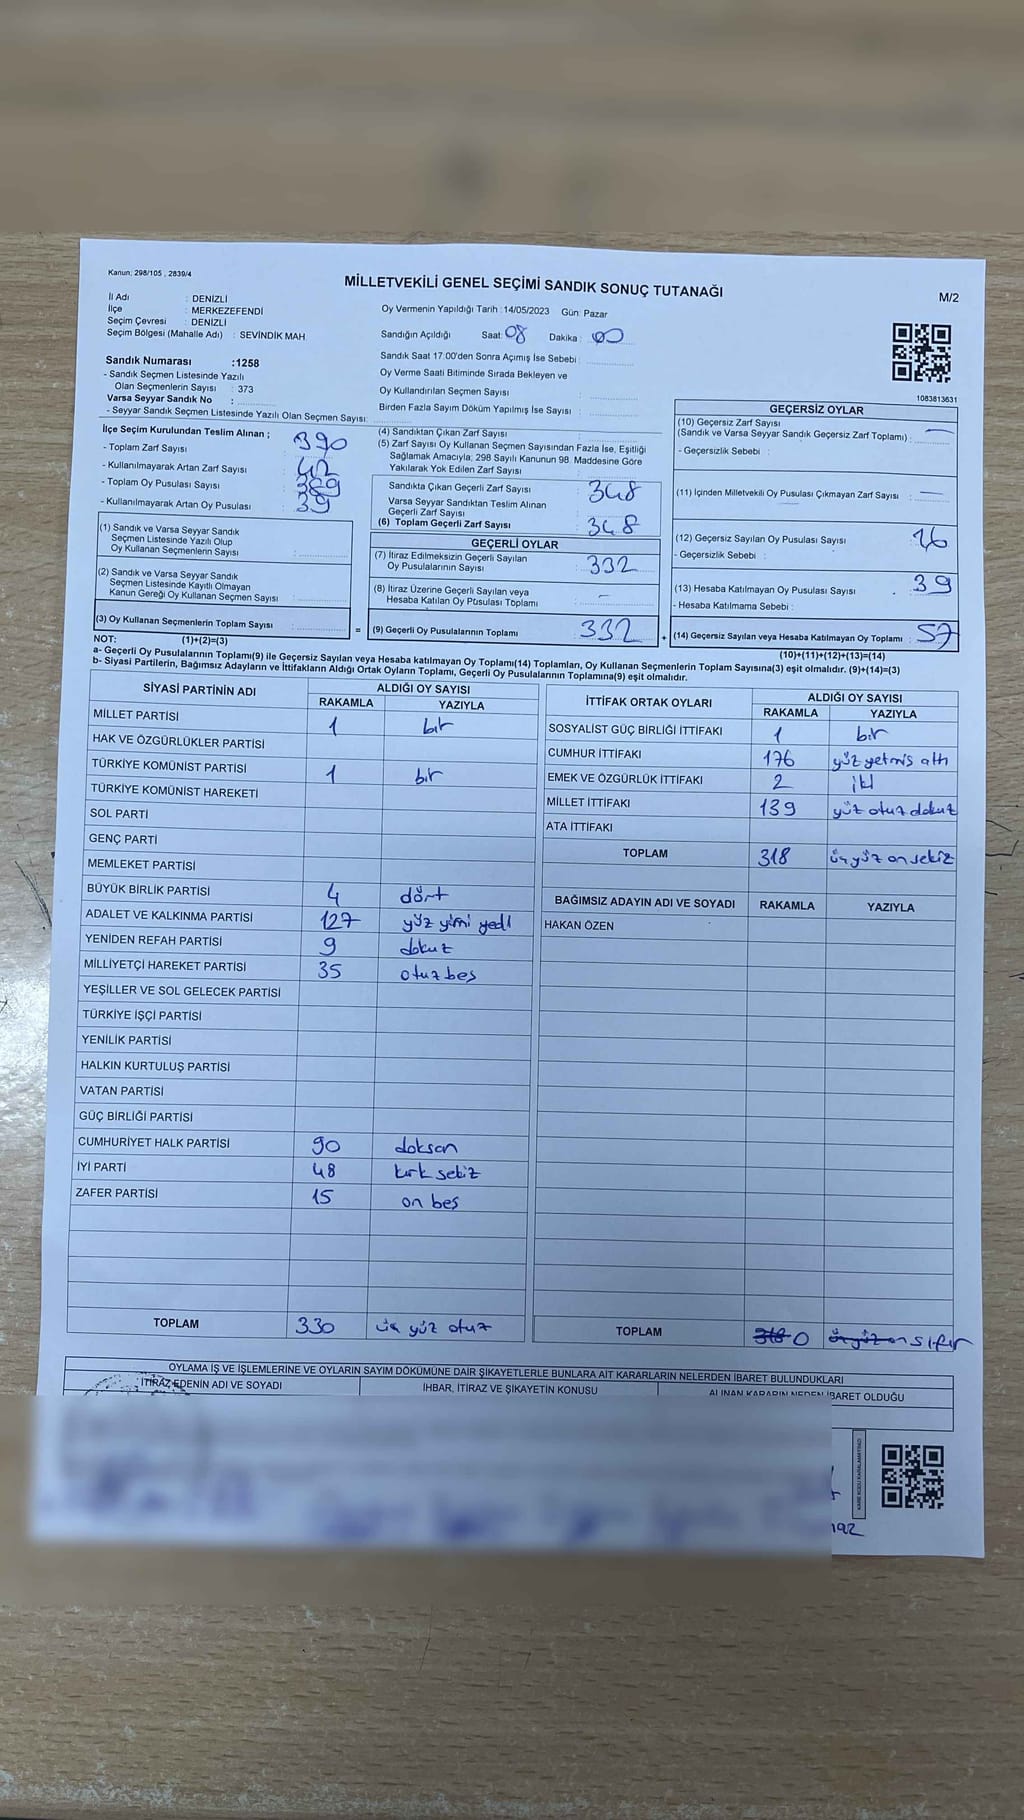 Kanun: 298/105 , 2839/4
MİLLETVEKİLİ GENEL SEÇİMİ SANDIK SONUÇ TUTANAĞI
M/2
İl Adı : DENİZLİ
İlçe : MERKEZEFENDİ
Seçim Çevresi : DENİZLİ
Seçim Bölgesi (Mahalle Adı) : SEVİNDİK MAH
Oy Vermenin Yapıldığı Tarih : 14/05/2023 Gün: Pazar
Sandığın Açıldığı Saat: 08 Dakika : 00
Sandık Saat 17:00'den Sonra Açımış İse Sebebi :
Oy Verme Saati Bitiminde Sırada Bekleyen ve
Oy Kullandırılan Seçmen Sayısı :
Birden Fazla Sayım Döküm Yapılmış İse Sayısı :
1083813631
Sandık Numarası :1258
- Sandık Seçmen Listesinde Yazılı
Olan Seçmenlerin Sayısı : 373
Varsa Seyyar Sandık No :
- Seyyar Sandık Seçmen Listesinde Yazılı Olan Seçmen Sayısı:
İlçe Seçim Kurulundan Teslim Alınan ;
- Toplam Zarf Sayısı 390
- Kullanılmayarak Artan Zarf Sayısı 42
- Toplam Oy Pusulası Sayısı 389
- Kullanılmayarak Artan Oy Pusulası 39
(1) Sandık ve Varsa Seyyar Sandık
Seçmen Listesinde Yazılı Olup
Oy Kullanan Seçmenlerin Sayısı :
(2) Sandık ve Varsa Seyyar Sandık
Seçmen Listesinde Kayıtlı Olmayan
Kanun Gereği Oy Kullanan Seçmen Sayısı :
(3) Oy Kullanan Seçmenlerin Toplam Sayısı :
(4) Sandıktan Çıkan Zarf Sayısı :
(5) Zarf Sayısı Oy Kullanan Seçmen Sayısından Fazla İse, Eşitliği
Sağlamak Amacıyla; 298 Sayılı Kanunun 98. Maddesine Göre
Yakılarak Yok Edilen Zarf Sayısı :
Sandıkta Çıkan Geçerli Zarf Sayısı : 348
Varsa Seyyar Sandıktan Teslim Alınan
Geçerli Zarf Sayısı :
(6) Toplam Geçerli Zarf Sayısı : 348
GEÇERLİ OYLAR
(7) İtiraz Edilmeksizin Geçerli Sayılan
Oy Pusulalarının Sayısı : 332
(8) İtiraz Üzerine Geçerli Sayılan veya
Hesaba Katılan Oy Pusulası Toplamı : -
= (9) Geçerli Oy Pusulalarının Toplamı : 332 +
GEÇERSİZ OYLAR
(10) Geçersiz Zarf Sayısı
(Sandık ve Varsa Seyyar Sandık Geçersiz Zarf Toplamı) : —
- Geçersizlik Sebebi :
(11) İçinden Milletvekili Oy Pusulası Çıkmayan Zarf Sayısı : —
(12) Geçersiz Sayılan Oy Pusulası Sayısı : 16
- Geçersizlik Sebebi :
(13) Hesaba Katılmayan Oy Pusulası Sayısı . 39
- Hesaba Katılmama Sebebi :
(14) Geçersiz Sayılan veya Hesaba Katılmayan Oy Toplamı : 57
NOT: (1)+(2)=(3)
(10)+(11)+(12)+(13)=(14)
a- Geçerli Oy Pusulalarının Toplamı(9) ile Geçersiz Sayılan veya Hesaba katılmayan Oy Toplamı(14) Toplamları, Oy Kullanan Seçmenlerin Toplam Sayısına(3) eşit olmalıdır. (9)+(14)=(3)
b- Siyasi Partilerin, Bağımsız Adayların ve İttifakların Aldığı Ortak Oyların Toplamı, Geçerli Oy Pusulalarının Toplamına(9) eşit olmalıdır.
SİYASİ PARTİNİN ADI ALDIĞI OY SAYISI
RAKAMLA YAZIYLA
MİLLET PARTİSİ 1 bir
HAK VE ÖZGÜRLÜKLER PARTİSİ
TÜRKİYE KOMÜNİST PARTİSİ 1 bir
TÜRKİYE KOMÜNİST HAREKETİ
SOL PARTİ
GENÇ PARTİ
MEMLEKET PARTİSİ
BÜYÜK BİRLİK PARTİSİ 4 dört
ADALET VE KALKINMA PARTİSİ 127 yüz yirmi yedi
YENİDEN REFAH PARTİSİ 9 dokuz
MİLLİYETÇİ HAREKET PARTİSİ 35 otuz beş
YEŞİLLER VE SOL GELECEK PARTİSİ
TÜRKİYE İŞÇİ PARTİSİ
YENİLİK PARTİSİ
HALKIN KURTULUŞ PARTİSİ
VATAN PARTİSİ
GÜÇ BİRLİĞİ PARTİSİ
CUMHURİYET HALK PARTİSİ 90 doksan
İYİ PARTİ 48 kırk sekiz
ZAFER PARTİSİ 15 on beş
TOPLAM 330 üç yüz otuz
İTTİFAK ORTAK OYLARI ALDIĞI OY SAYISI
RAKAMLA YAZIYLA
SOSYALİST GÜÇ BİRLİĞİ İTTİFAKI 1 bir
CUMHUR İTTİFAKI 176 yüz yetmiş altı
EMEK VE ÖZGÜRLÜK İTTİFAKI 2 iki
MİLLET İTTİFAKI 139 yüz otuz dokuz
ATA İTTİFAKI
TOPLAM 318 üç yüz on sekiz
BAĞIMSIZ ADAYIN ADI VE SOYADI RAKAMLA YAZIYLA
HAKAN ÖZEN
TOPLAM 318 0 üç yüz on sıfır
OYLAMA İŞ VE İŞLEMLERİNE VE OYLARIN SAYIM DÖKÜMÜNE DAİR ŞİKAYETLERLE BUNLARA AİT KARARLARIN NELERDEN İBARET BULUNDUKLARI
İTİRAZ EDENİN ADI VE SOYADI İHBAR, İTİRAZ VE ŞİKAYETİN KONUSU ALINAN KARARIN NEDEN İBARET OLDUĞU
KARE KODU KARALAMAYINIZ!